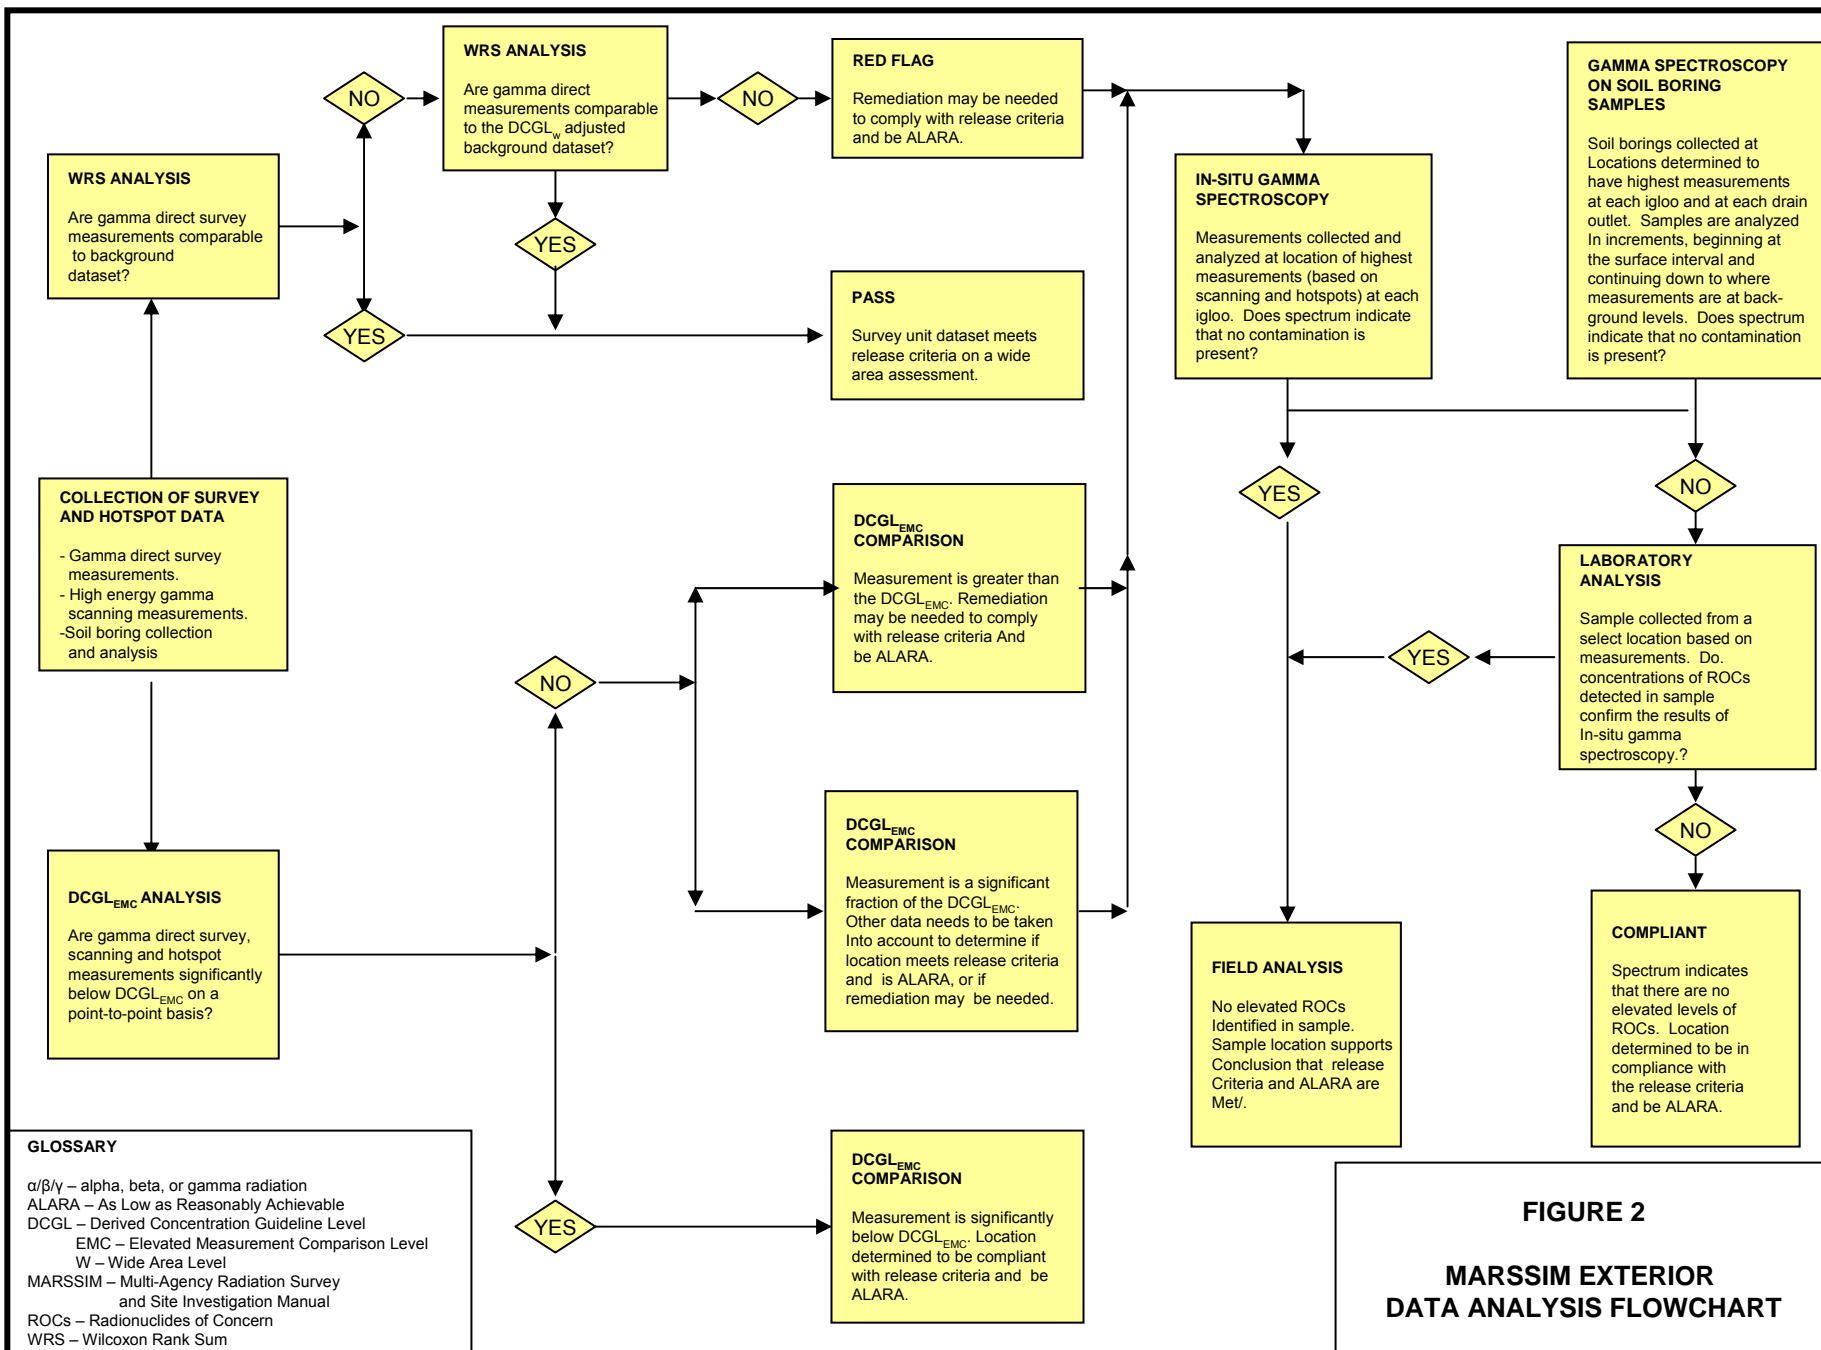 WRS ANALYSIS
Are gamma direct survey
measurements comparable
to background
dataset?
NO
YES
WRS ANALYSIS
Are gamma direct
measurements comparable
to the DCGLw adjusted
background dataset?
NO
YES
RED FLAG
Remediation may be needed
to comply with release criteria
and be ALARA.
PASS
Survey unit dataset meets
release criteria on a wide
area assessment.
COLLECTION OF SURVEY
AND HOTSPOT DATA
- Gamma direct survey
measurements.
- High energy gamma
scanning measurements.
-Soil boring collection
and analysis
DCGLEMC ANALYSIS
Are gamma direct survey,
scanning and hotspot
measurements significantly
below DCGLEMC on a
point-to-point basis?
NO
YES
DCGLEMC
COMPARISON
Measurement is greater than
the DCGLEMC. Remediation
may be needed to comply
with release criteria And
be ALARA.
DCGLEMC
COMPARISON
Measurement is a significant
fraction of the DCGLEMC.
Other data needs to be taken
Into account to determine if
location meets release criteria
and is ALARA, or if
remediation may be needed.
DCGLEMC
COMPARISON
Measurement is significantly
below DCGLEMC. Location
determined to be compliant
with release criteria and be
ALARA.
IN-SITU GAMMA
SPECTROSCOPY
Measurements collected and
analyzed at location of highest
measurements (based on
scanning and hotspots) at each
igloo. Does spectrum indicate
that no contamination is
present?
GAMMA SPECTROSCOPY
ON SOIL BORING
SAMPLES
Soil borings collected at
Locations determined to
have highest measurements
at each igloo and at each drain
outlet. Samples are analyzed
In increments, beginning at
the surface interval and
continuing down to where
measurements are at back-
ground levels. Does spectrum
indicate that no contamination
is present?
YES
NO
LABORATORY
ANALYSIS
Sample collected from a
select location based on
measurements. Do.
concentrations of ROCs
detected in sample
confirm the results of
In-situ gamma
spectroscopy.?
YES
NO
FIELD ANALYSIS
No elevated ROCs
Identified in sample.
Sample location supports
Conclusion that release
Criteria and ALARA are
Met/.
COMPLIANT
Spectrum indicates
that there are no
elevated levels of
ROCs. Location
determined to be in
compliance with
the release criteria
and be ALARA.
GLOSSARY
α/β/γ – alpha, beta, or gamma radiation
ALARA – As Low as Reasonably Achievable
DCGL – Derived Concentration Guideline Level
EMC – Elevated Measurement Comparison Level
W – Wide Area Level
MARSSIM – Multi-Agency Radiation Survey
and Site Investigation Manual
ROCs – Radionuclides of Concern
WRS – Wilcoxon Rank Sum
FIGURE 2
MARSSIM EXTERIOR
DATA ANALYSIS FLOWCHART